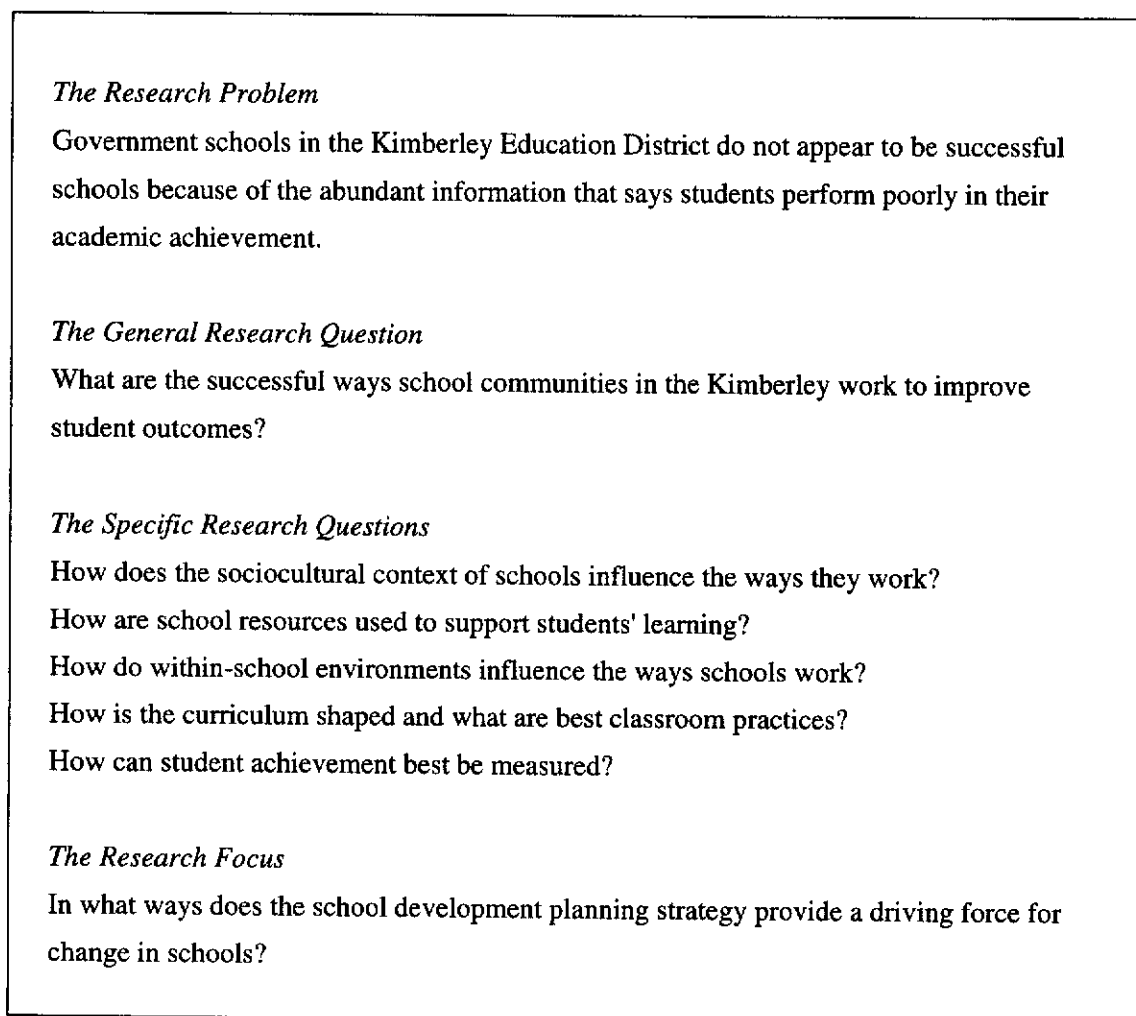 The Research Problem
Government schools in the Kimberley Education District do not appear to be successful
schools because of the abundant information that says students perform poorly in their
academic achievement.
The General Research Question
What are the successful ways school communities in the Kimberley work to improve
student outcomes?
The Specific Research Questions
How does the sociocultural context of schools influence the ways they work?
How are school resources used to support students' learning?
How do within-school environments influence the ways schools work?
How is the curriculum shaped and what are best classroom practices?
How can student achievement best be measured?
The Research Focus
In what ways does the school development planning strategy provide a driving force for
change in schools?